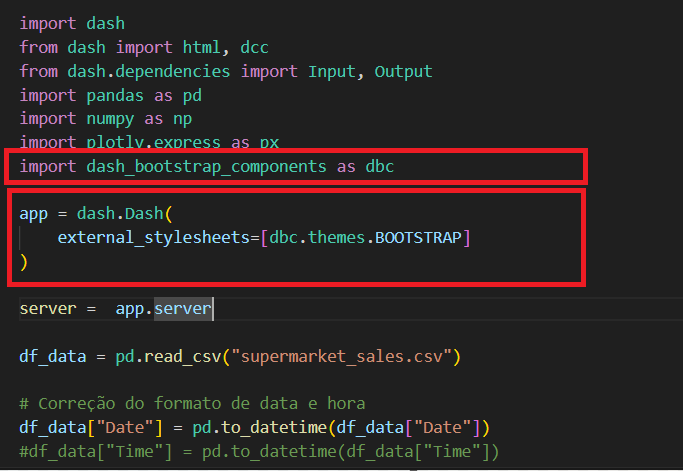 import dash
from dash import html, dcc
from dash.dependencies import Input, Output
import pandas as pd
import numpy as np
import plotly.express as px
import dash_bootstrap_components as dbc
app = dash.Dash(
    external_stylesheets=[dbc.themes.BOOTSTRAP]
)
server =  app.server
df_data = pd.read_csv("supermarket_sales.csv")
# Correção do formato de data e hora
df_data["Date"] = pd.to_datetime(df_data["Date"])
#df_data["Time"] = pd.to_datetime(df_data["Time"])